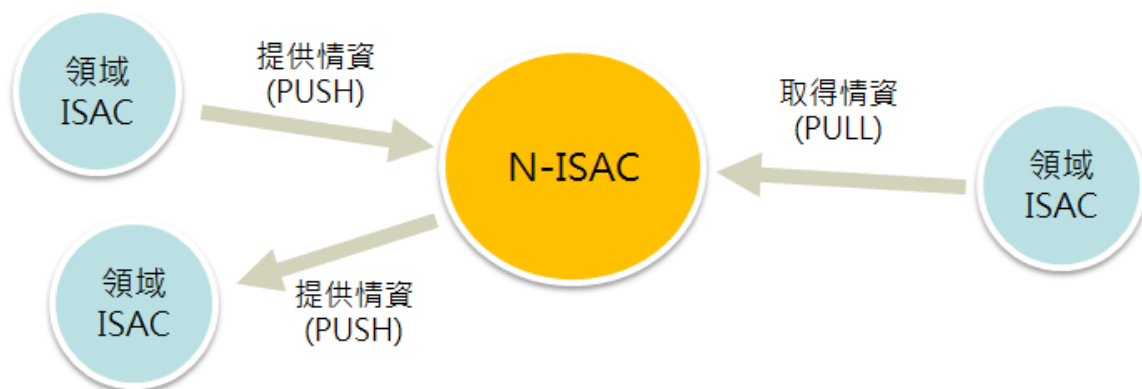 領域
ISAC
提供情資
(PUSH)
N-ISAC
取得情資
(PULL)
領域
ISAC
領域
ISAC
提供情資
(PUSH)